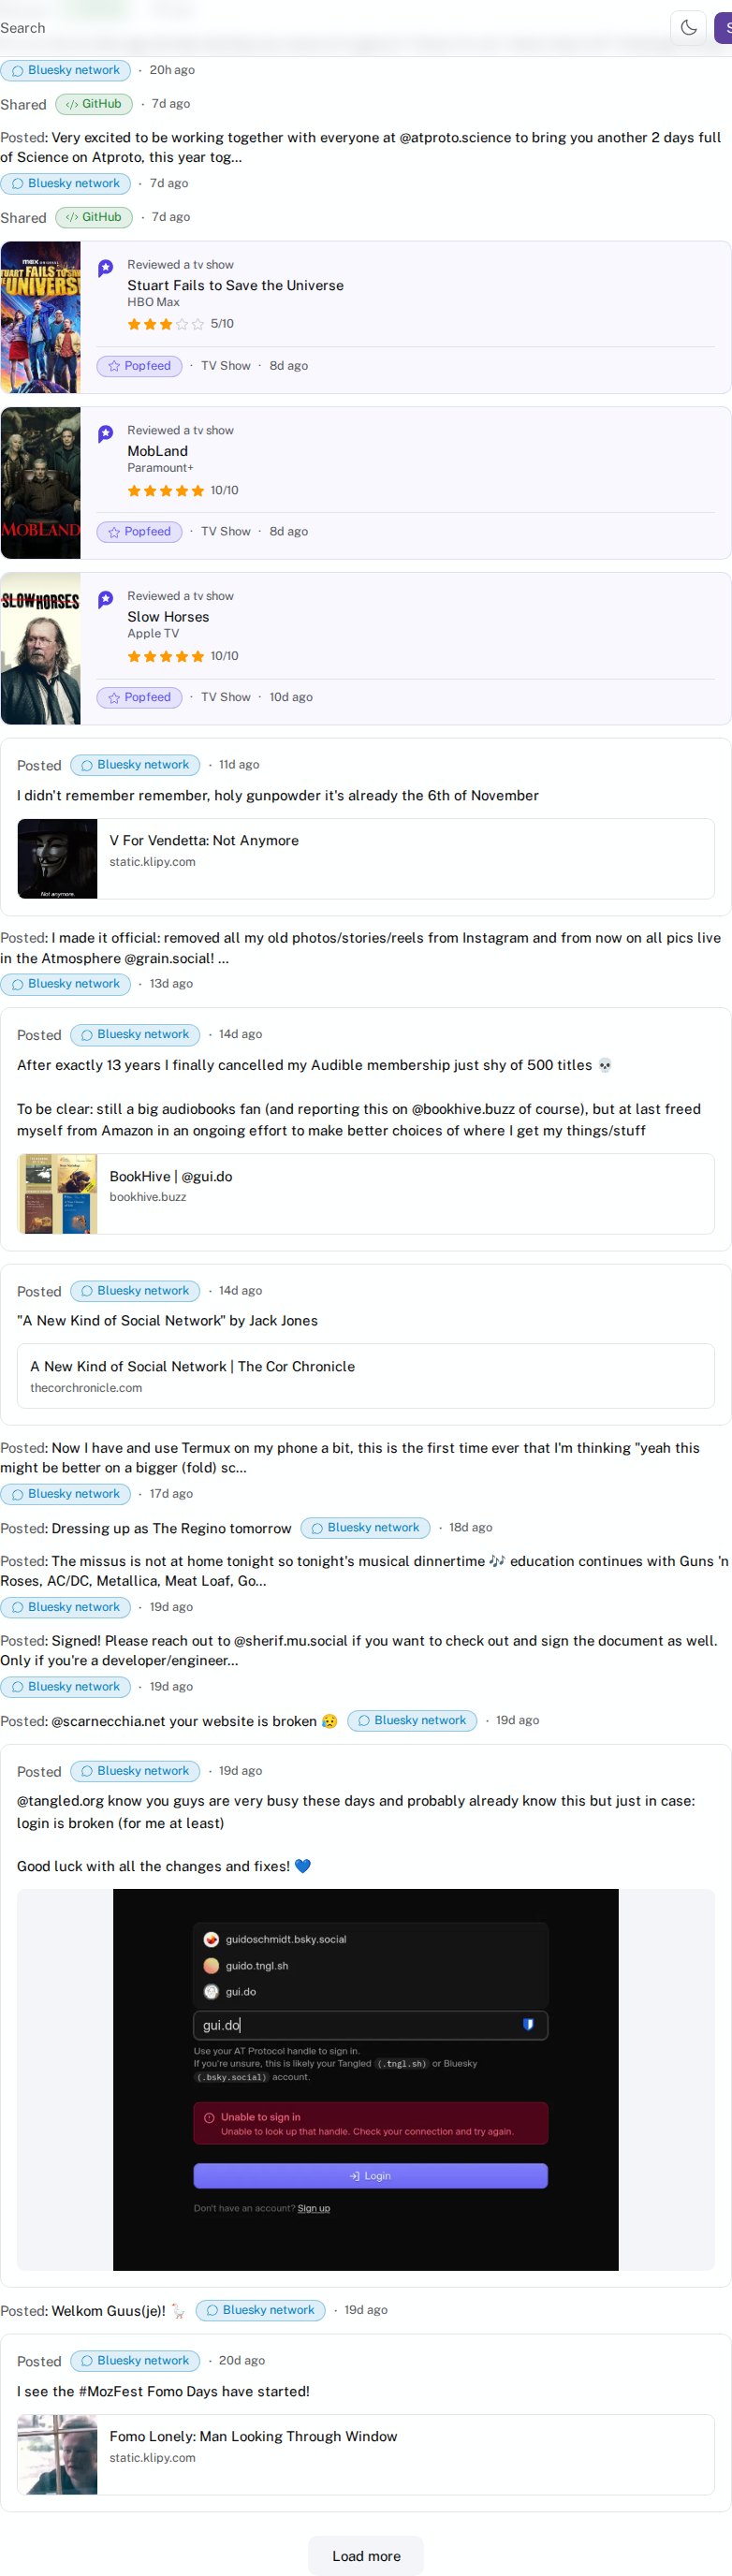 Search
S
Bluesky network · 20h ago
Shared GitHub · 7d ago
Posted: Very excited to be working together with everyone at @atproto.science to bring you another 2 days full
of Science on Atproto, this year tog...
Bluesky network · 7d ago
Shared GitHub · 7d ago
max
STUART FAILS TO SAVE
THE UNIVERSE
Reviewed a tv show
Stuart Fails to Save the Universe
HBO Max
5/10
Popfeed · TV Show · 8d ago
MOBLAND
Reviewed a tv show
MobLand
Paramount+
10/10
Popfeed · TV Show · 8d ago
SLOW HORSES
Reviewed a tv show
Slow Horses
Apple TV
10/10
Popfeed · TV Show · 10d ago
Posted Bluesky network · 11d ago
I didn't remember remember, holy gunpowder it's already the 6th of November
Not anymore.
V For Vendetta: Not Anymore
static.klipy.com
Posted: I made it official: removed all my old photos/stories/reels from Instagram and from now on all pics live
in the Atmosphere @grain.social! ...
Bluesky network · 13d ago
Posted Bluesky network · 14d ago
After exactly 13 years I finally cancelled my Audible membership just shy of 500 titles 💀
To be clear: still a big audiobooks fan (and reporting this on @bookhive.buzz of course), but at last freed
myself from Amazon in an ongoing effort to make better choices of where I get my things/stuff
BookHive | @gui.do
bookhive.buzz
Posted Bluesky network · 14d ago
"A New Kind of Social Network" by Jack Jones
A New Kind of Social Network | The Cor Chronicle
thecorchronicle.com
Posted: Now I have and use Termux on my phone a bit, this is the first time ever that I'm thinking "yeah this
might be better on a bigger (fold) sc...
Bluesky network · 17d ago
Posted: Dressing up as The Regino tomorrow Bluesky network · 18d ago
Posted: The missus is not at home tonight so tonight's musical dinnertime 🎶 education continues with Guns 'n
Roses, AC/DC, Metallica, Meat Loaf, Go...
Bluesky network · 19d ago
Posted: Signed! Please reach out to @sherif.mu.social if you want to check out and sign the document as well.
Only if you're a developer/engineer...
Bluesky network · 19d ago
Posted: @scarnecchia.net your website is broken 😥 Bluesky network · 19d ago
Posted Bluesky network · 19d ago
@tangled.org know you guys are very busy these days and probably already know this but just in case:
login is broken (for me at least)
Good luck with all the changes and fixes! 💙
guidoschmidt.bsky.social
guido.tngl.sh
gui.do
gui.do
Use your AT Protocol handle to sign in.
If you're unsure, this is likely your Tangled (.tngl.sh) or Bluesky
(.bsky.social) account.
Unable to sign in
Unable to look up that handle. Check your connection and try again.
Login
Don't have an account? Sign up
Posted: Welkom Guus(je)! 🪿 Bluesky network · 19d ago
Posted Bluesky network · 20d ago
I see the #MozFest Fomo Days have started!
Fomo Lonely: Man Looking Through Window
static.klipy.com
Load more